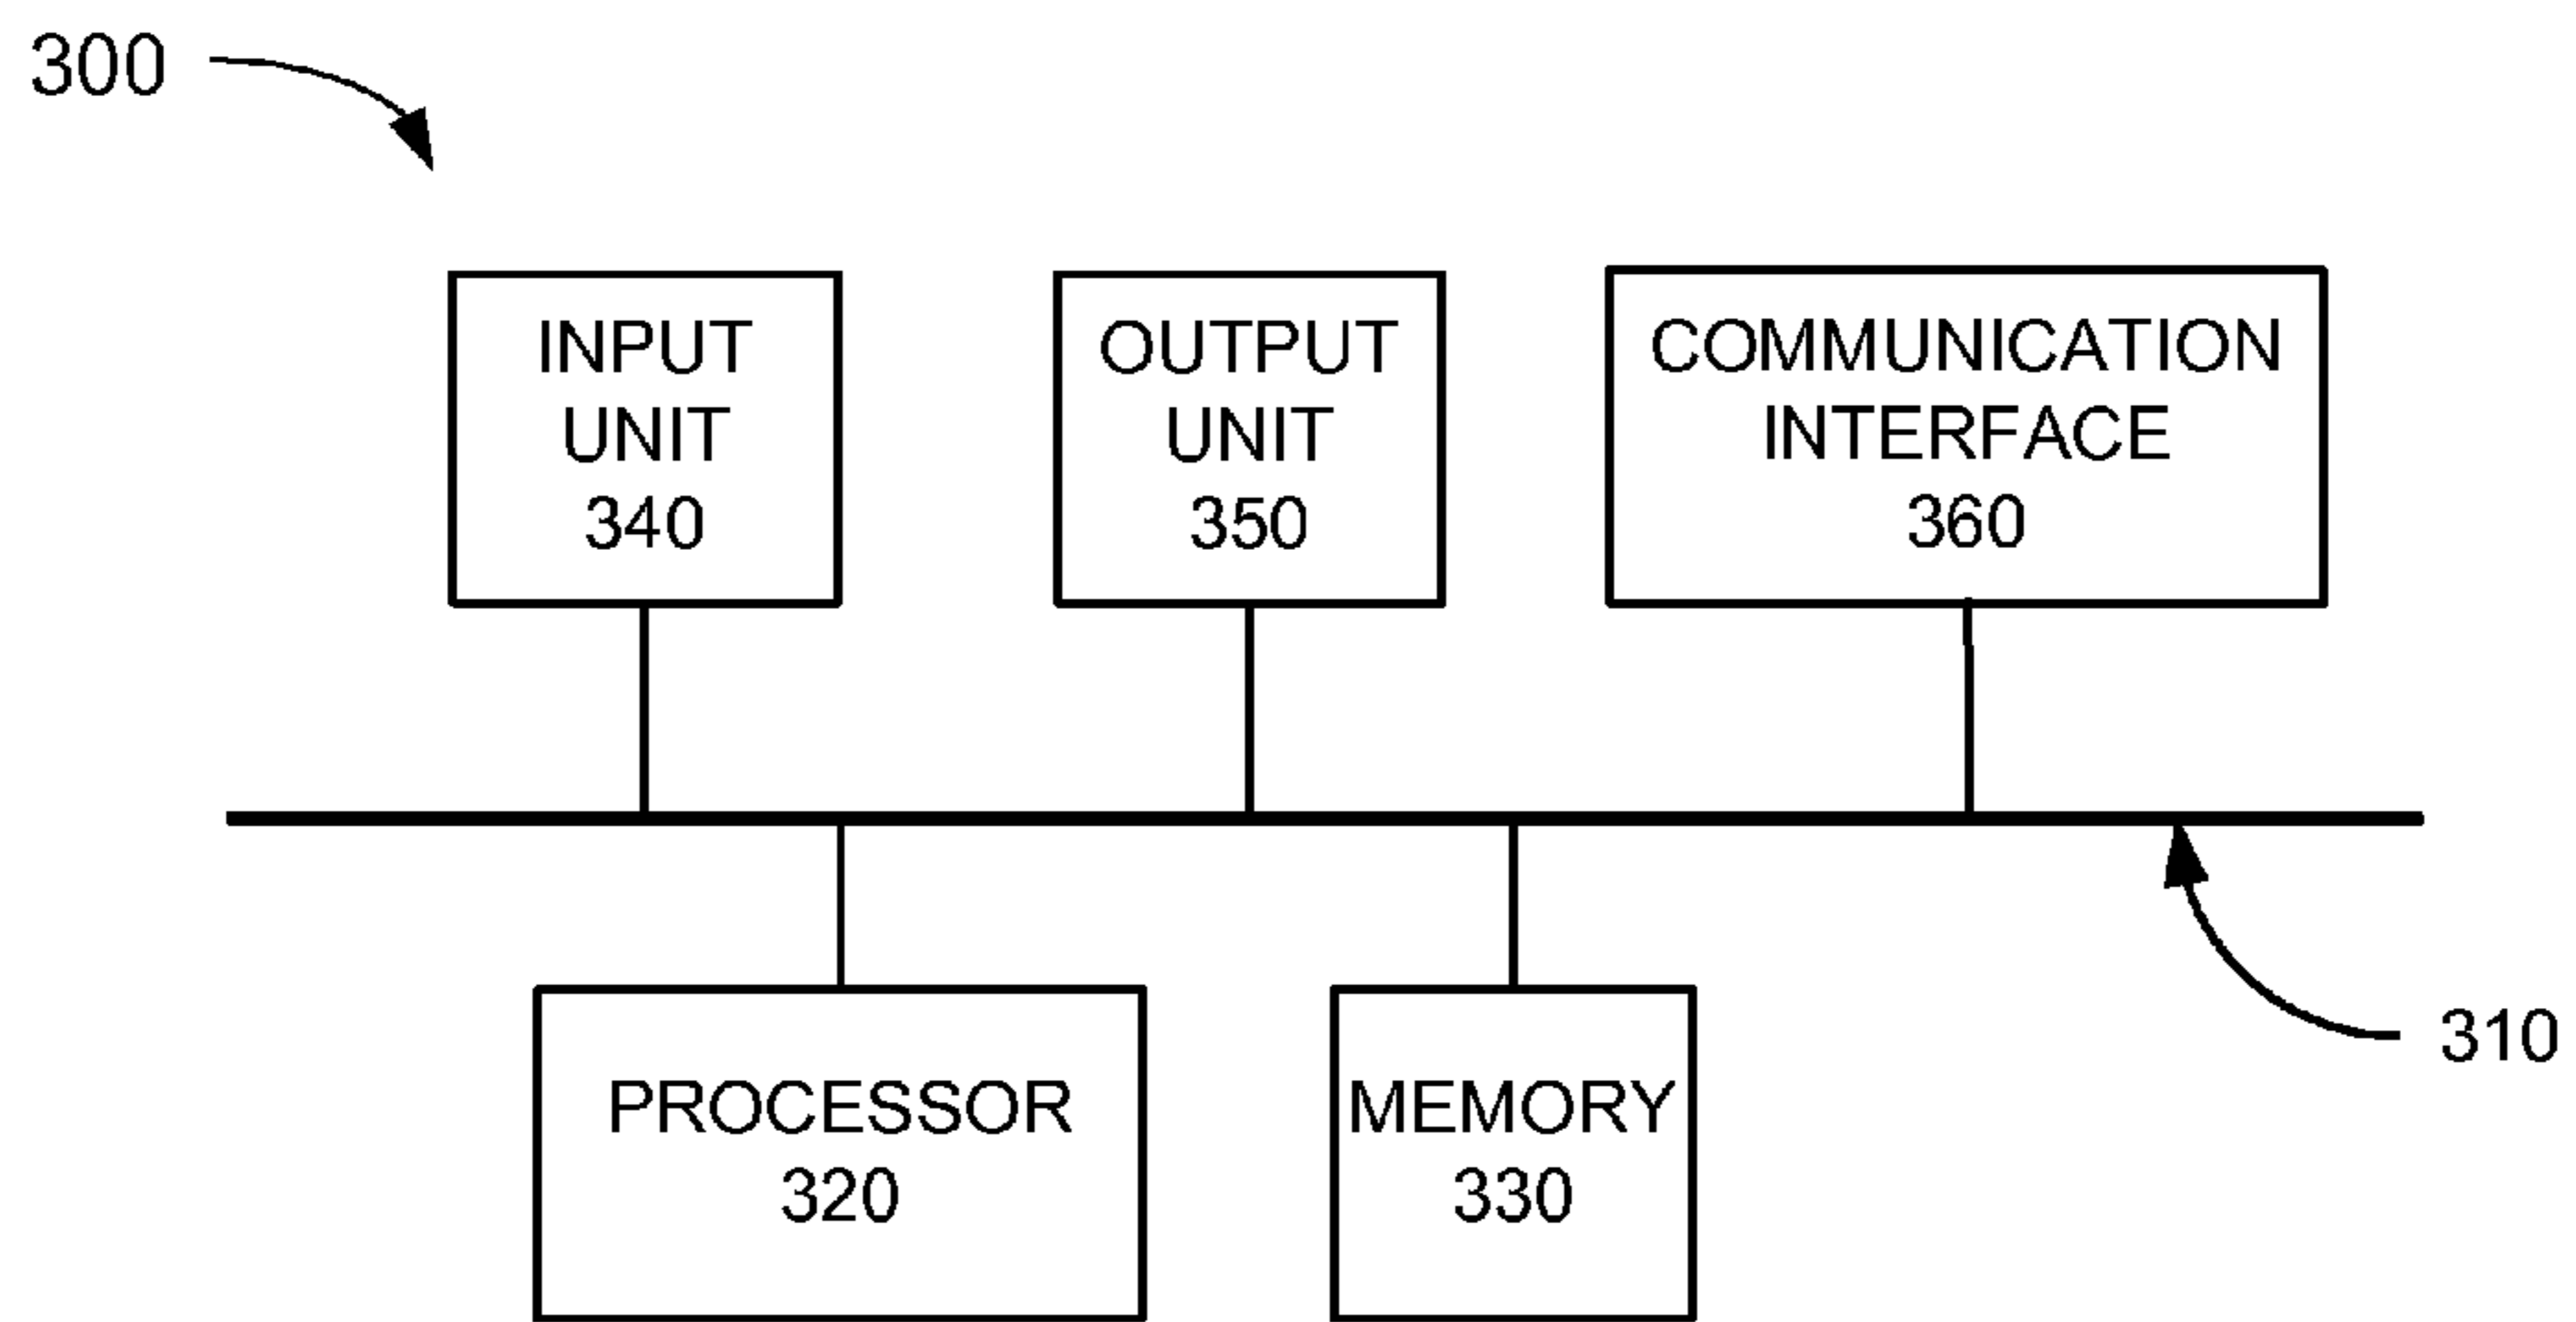 300
INPUT
UNIT
340
OUTPUT
UNIT
350
COMMUNICATION
INTERFACE
360
PROCESSOR
320
MEMORY
330
310